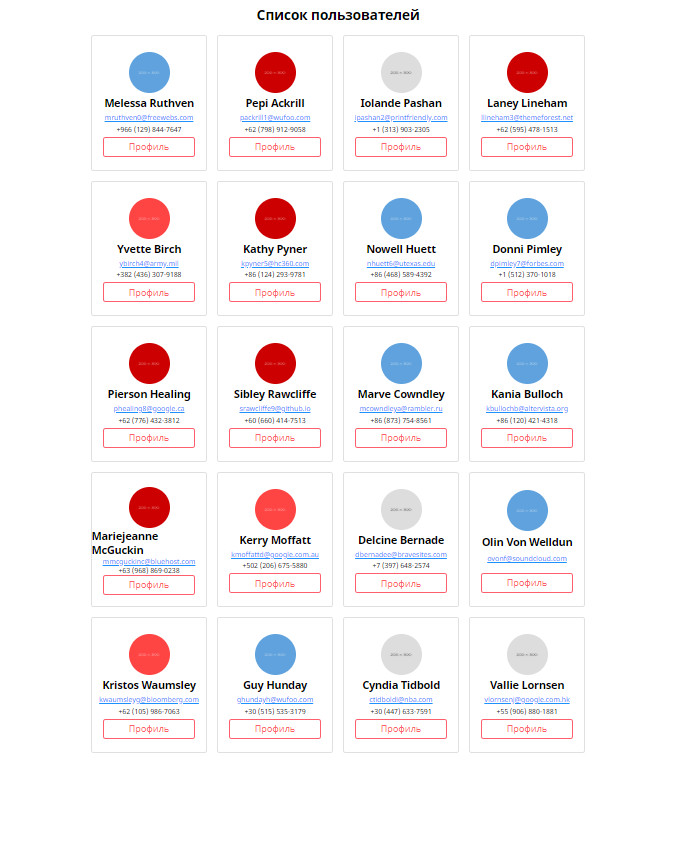 Список пользователей
Melessa Ruthven
mruthven0@freewebs.com
+966 (129) 844-7647
Профиль
Pepi Ackrill
packrill1@wufoo.com
+62 (798) 912-9058
Профиль
Iolande Pashan
ipashan2@printfriendly.com
+1 (313) 903-2305
Профиль
Laney Lineham
llineham3@themeforest.net
+62 (595) 478-1513
Профиль
Yvette Birch
ybirch4@army.mil
+382 (436) 307-9188
Профиль
Kathy Pyner
kpyner5@hc360.com
+86 (124) 293-9781
Профиль
Nowell Huett
nhuett6@utexas.edu
+86 (468) 589-4392
Профиль
Donni Pimley
dpimley7@forbes.com
+1 (512) 370-1018
Профиль
Pierson Healing
phealing8@google.ca
+62 (776) 432-3812
Профиль
Sibley Rawcliffe
srawcliffe9@github.io
+60 (660) 414-7513
Профиль
Marve Cowndley
mcowndleya@rambler.ru
+86 (873) 754-8561
Профиль
Kania Bulloch
kbullochb@altervista.org
+86 (120) 421-4318
Профиль
Mariejeanne
McGuckin
mmcguckinc@bluehost.com
+63 (968) 869-0238
Профиль
Kerry Moffatt
kmoffattd@google.com.au
+502 (206) 675-5880
Профиль
Delcine Bernade
dbernadee@bravesites.com
+7 (397) 648-2574
Профиль
Olin Von Welldun
ovonf@soundcloud.com
Профиль
Kristos Waumsley
kwaumsleyg@bloomberg.com
+62 (105) 986-7063
Профиль
Guy Hunday
ghundayh@wufoo.com
+30 (515) 535-3179
Профиль
Cyndia Tidbold
ctidboldi@nba.com
+30 (447) 633-7591
Профиль
Vallie Lornsen
vlornsenj@google.com.hk
+55 (906) 880-1881
Профиль